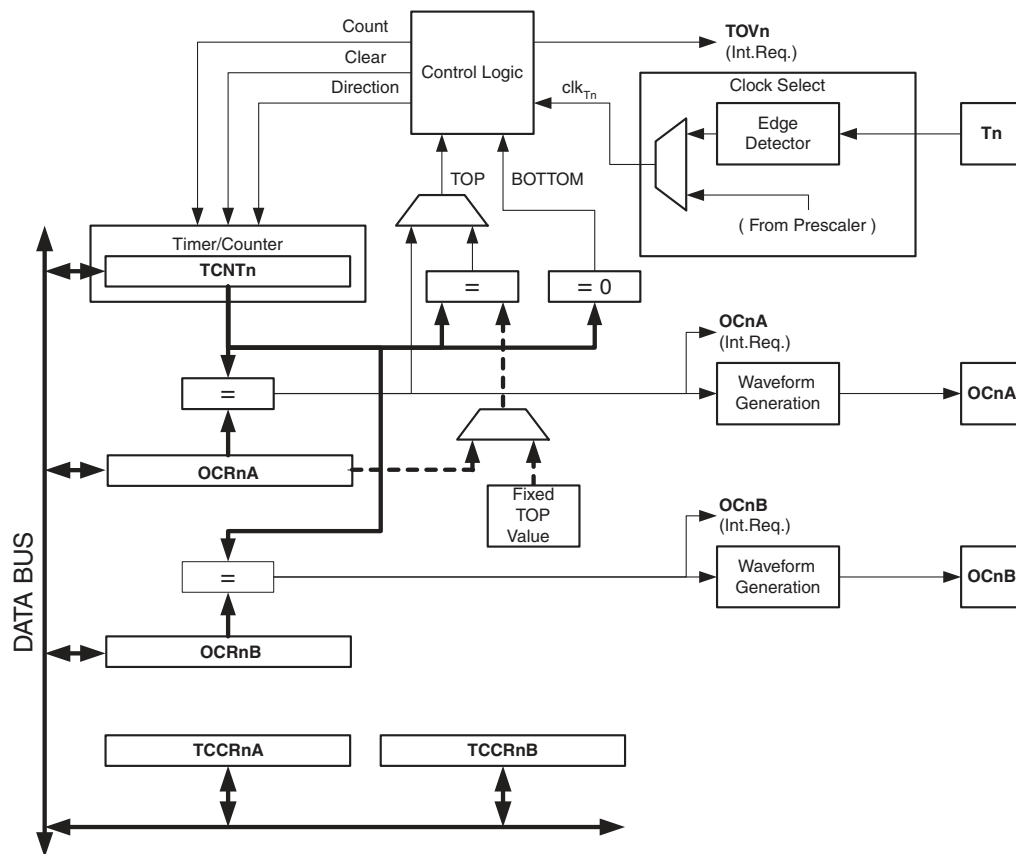 Count
Clear
Direction
Control Logic
TOVn
(Int.Req.)
clkTn
Clock Select
Edge
Detector
Tn
( From Prescaler )
TOP
BOTTOM
Timer/Counter
TCNTn
=
= 0
OCnA
(Int.Req.)
=
Waveform
Generation
OCnA
OCRnA
Fixed
TOP
Value
OCnB
(Int.Req.)
=
Waveform
Generation
OCnB
OCRnB
DATA BUS
TCCRnA
TCCRnB